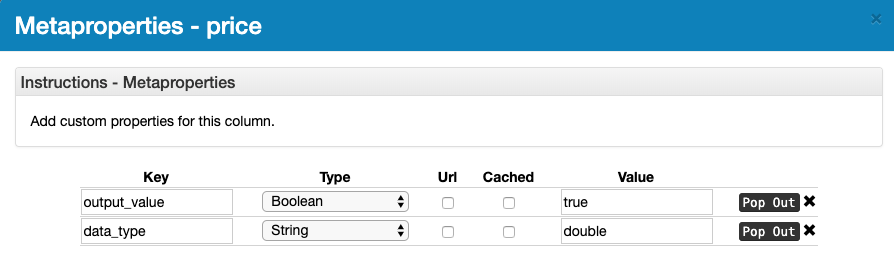 Metaproperties - price
Instructions - Metaproperties
Add custom properties for this column.
Key Type Url Cached Value
output_value Boolean true Pop Out
data_type String double Pop Out